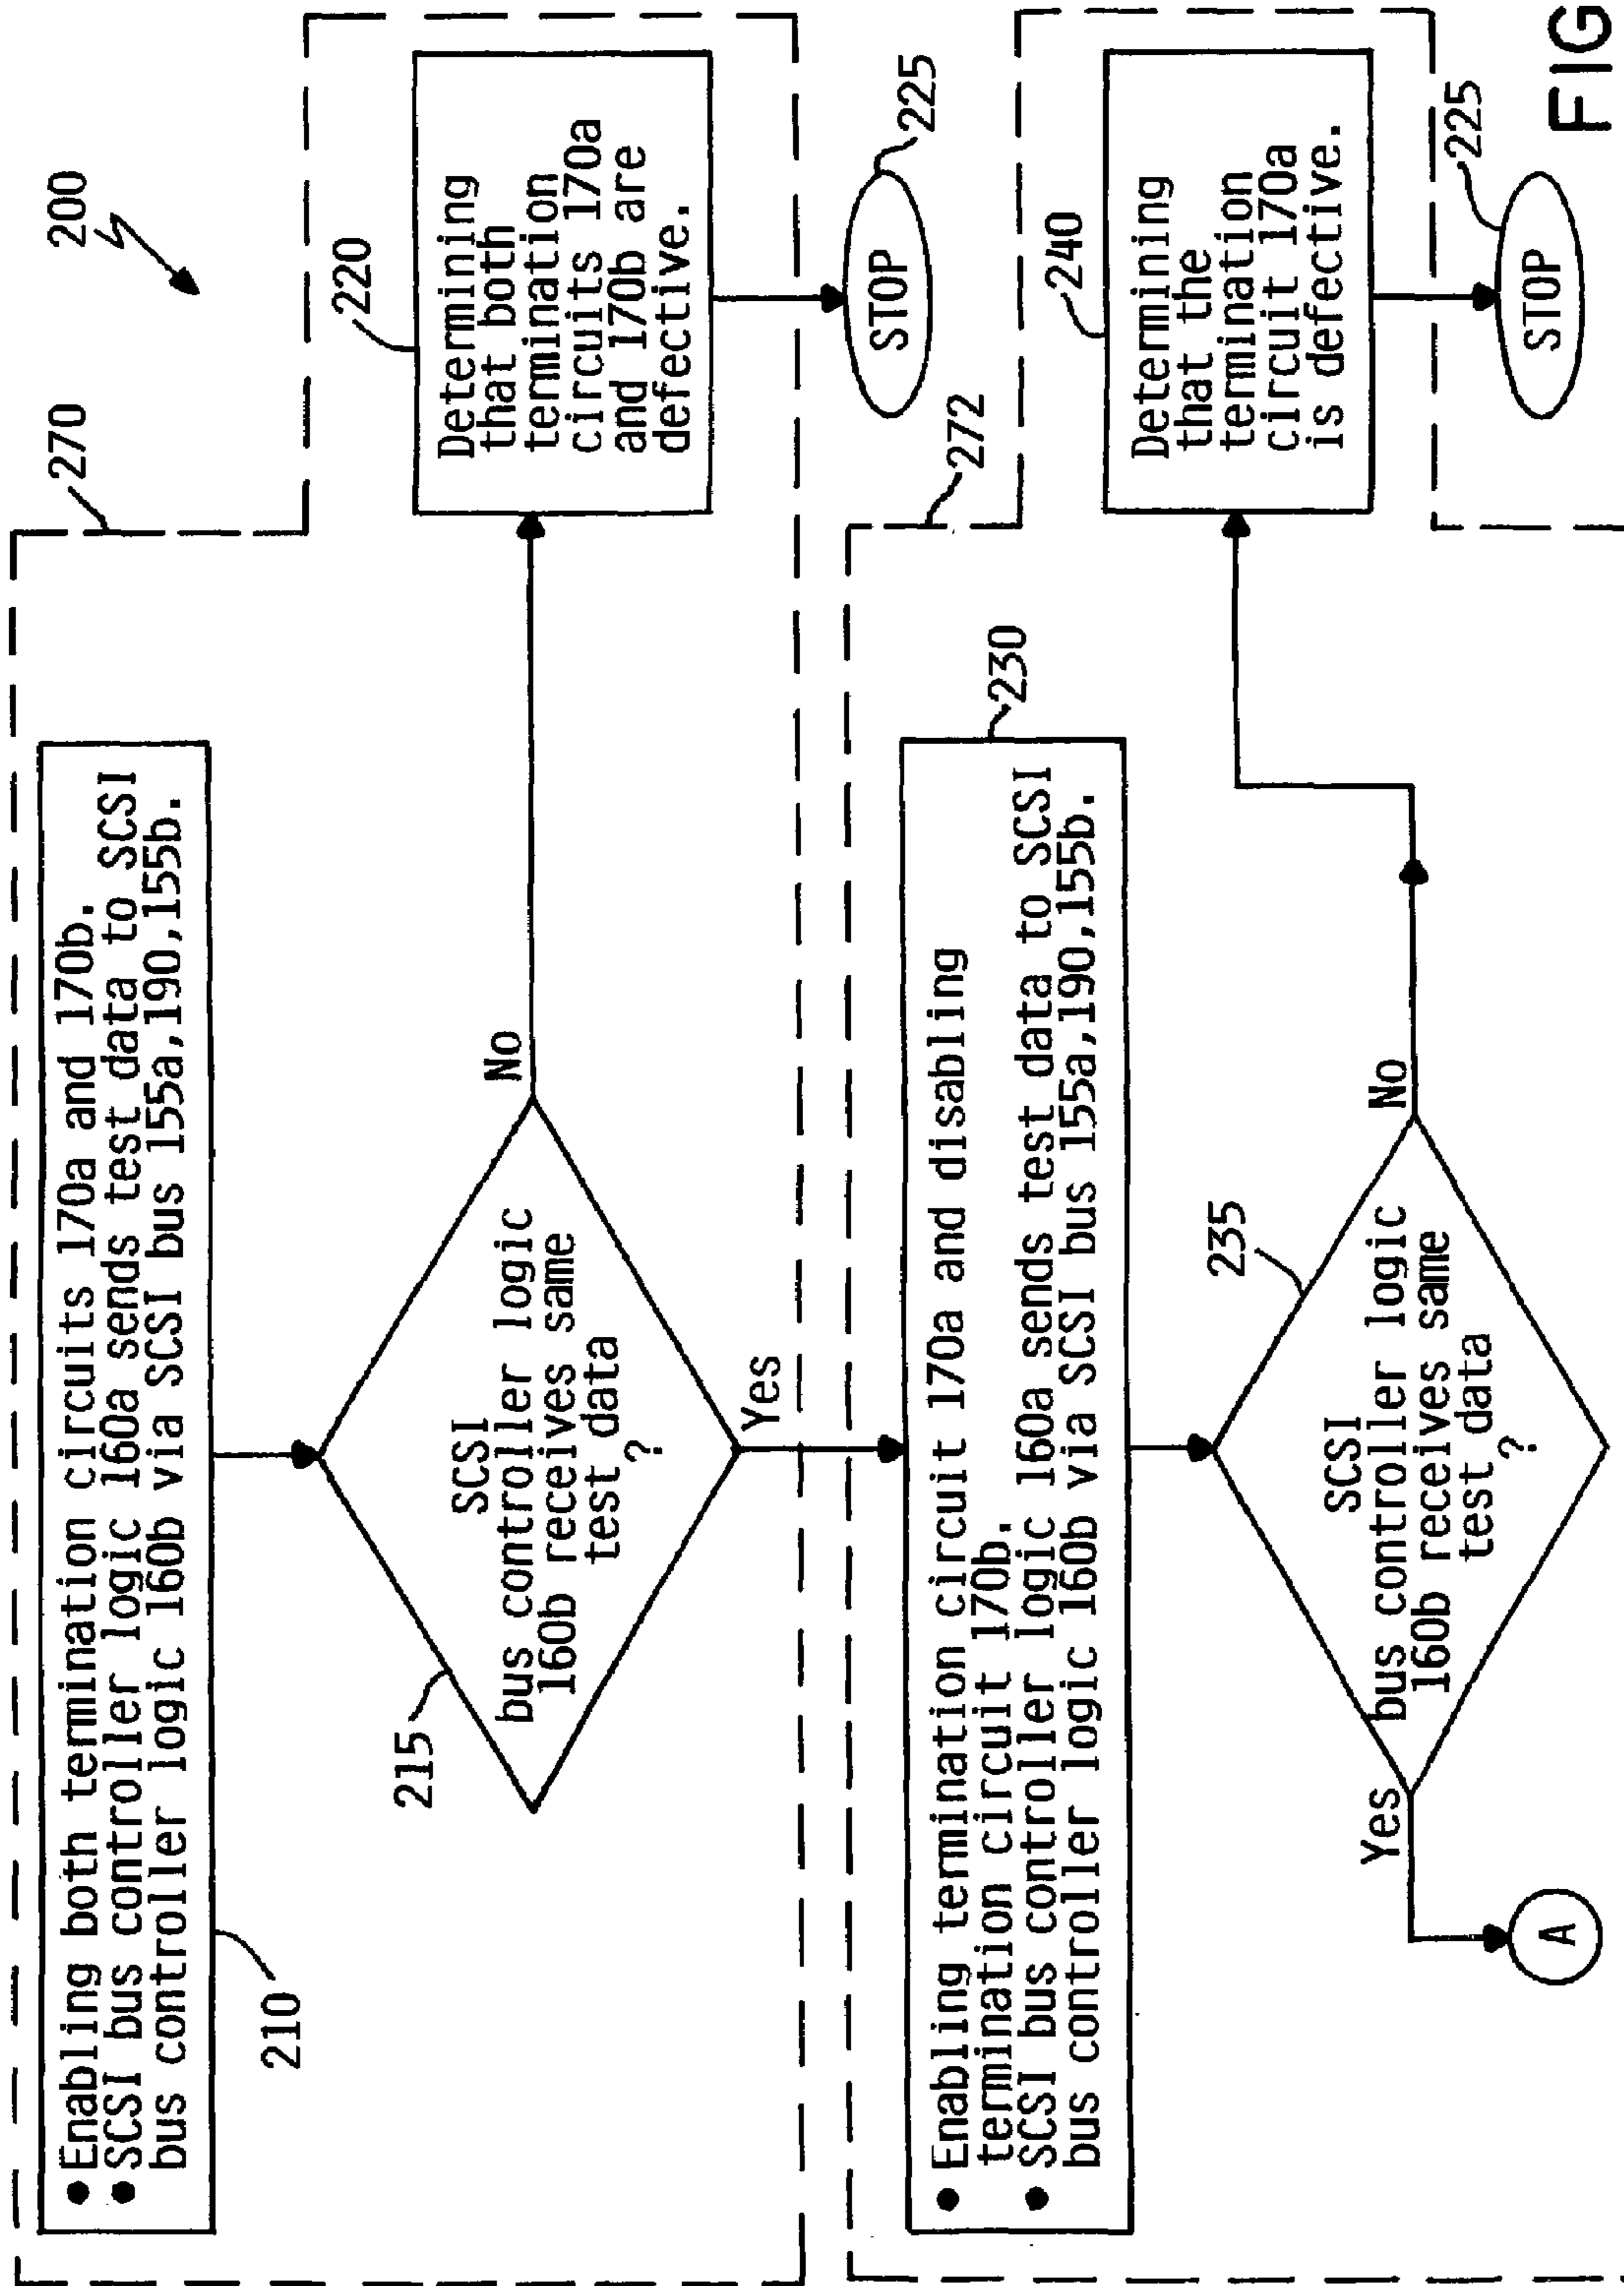 200
270
• Enabling both termination circuits 170a and 170b.
• SCSI bus controller logic 160a sends test data to SCSI
bus controller logic 160b via SCSI bus 155a,190,155b.
210
215
SCSI
bus controller logic
160b receives same
test data
?
No
Yes
220
Determining
that both
termination
circuits 170a
and 170b are
defective.
STOP
225
272
230
• Enabling termination circuit 170a and disabling
termination circuit 170b.
• SCSI bus controller logic 160a sends test data to SCSI
bus controller logic 160b via SCSI bus 155a,190,155b.
235
SCSI
bus controller logic
160b receives same
test data
?
Yes
No
A
240
Determining
that the
termination
circuit 170a
is defective.
STOP
225
FIG